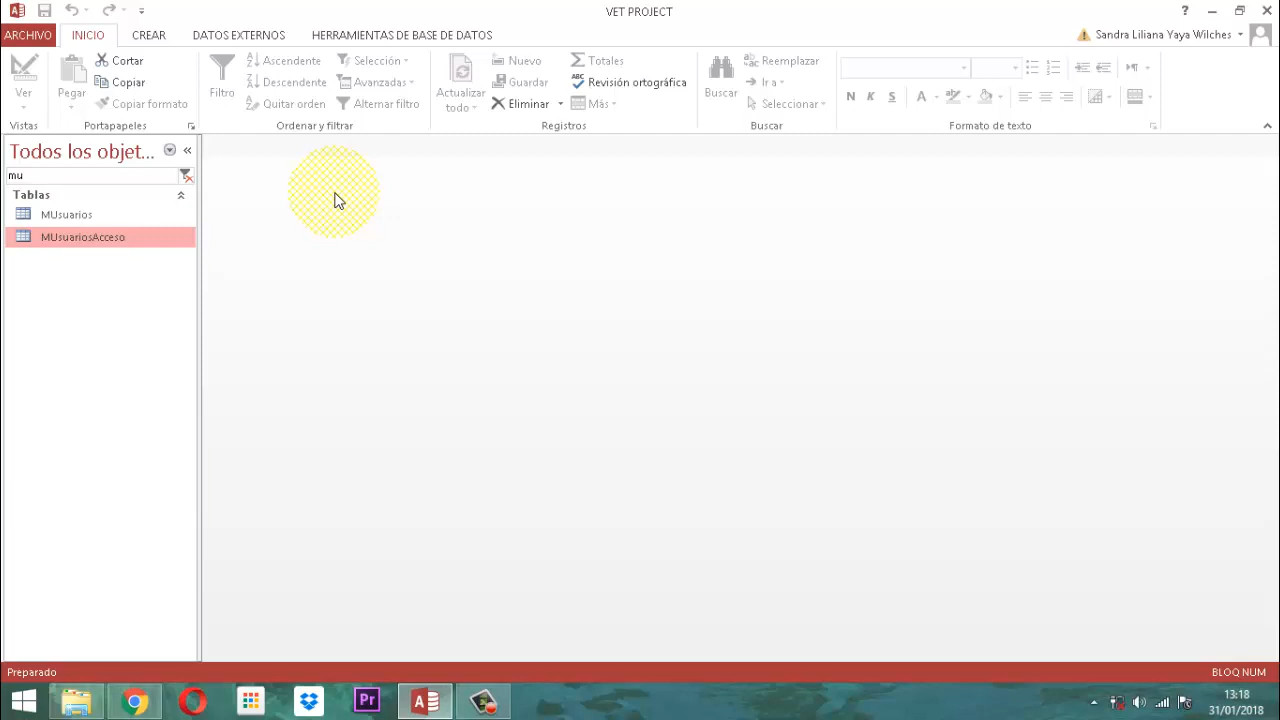 VET PROJECT
?
ARCHIVO INICIO CREAR DATOS EXTERNOS HERRAMIENTAS DE BASE DE DATOS
Sandra Liliana Yaya Wilches
Ver
Vistas
Pegar
Cortar
Copiar
Copiar formato
Portapapeles
Filtro
Ascendente
Descendente
Quitar orden
Selección
Avanzadas
Alternar filtro
Ordenar y filtrar
Actualizar
todo
Nuevo
Guardar
Eliminar
Totales
Revisión ortográfica
Más
Registros
Buscar
Reemplazar
Ir a
Seleccionar
Buscar
N K S A
Formato de texto
Todos los objet...
mu
Tablas
MUsuarios
MUsuariosAcceso
Preparado
BLOQ NUM
Pr
13:18
31/01/2018